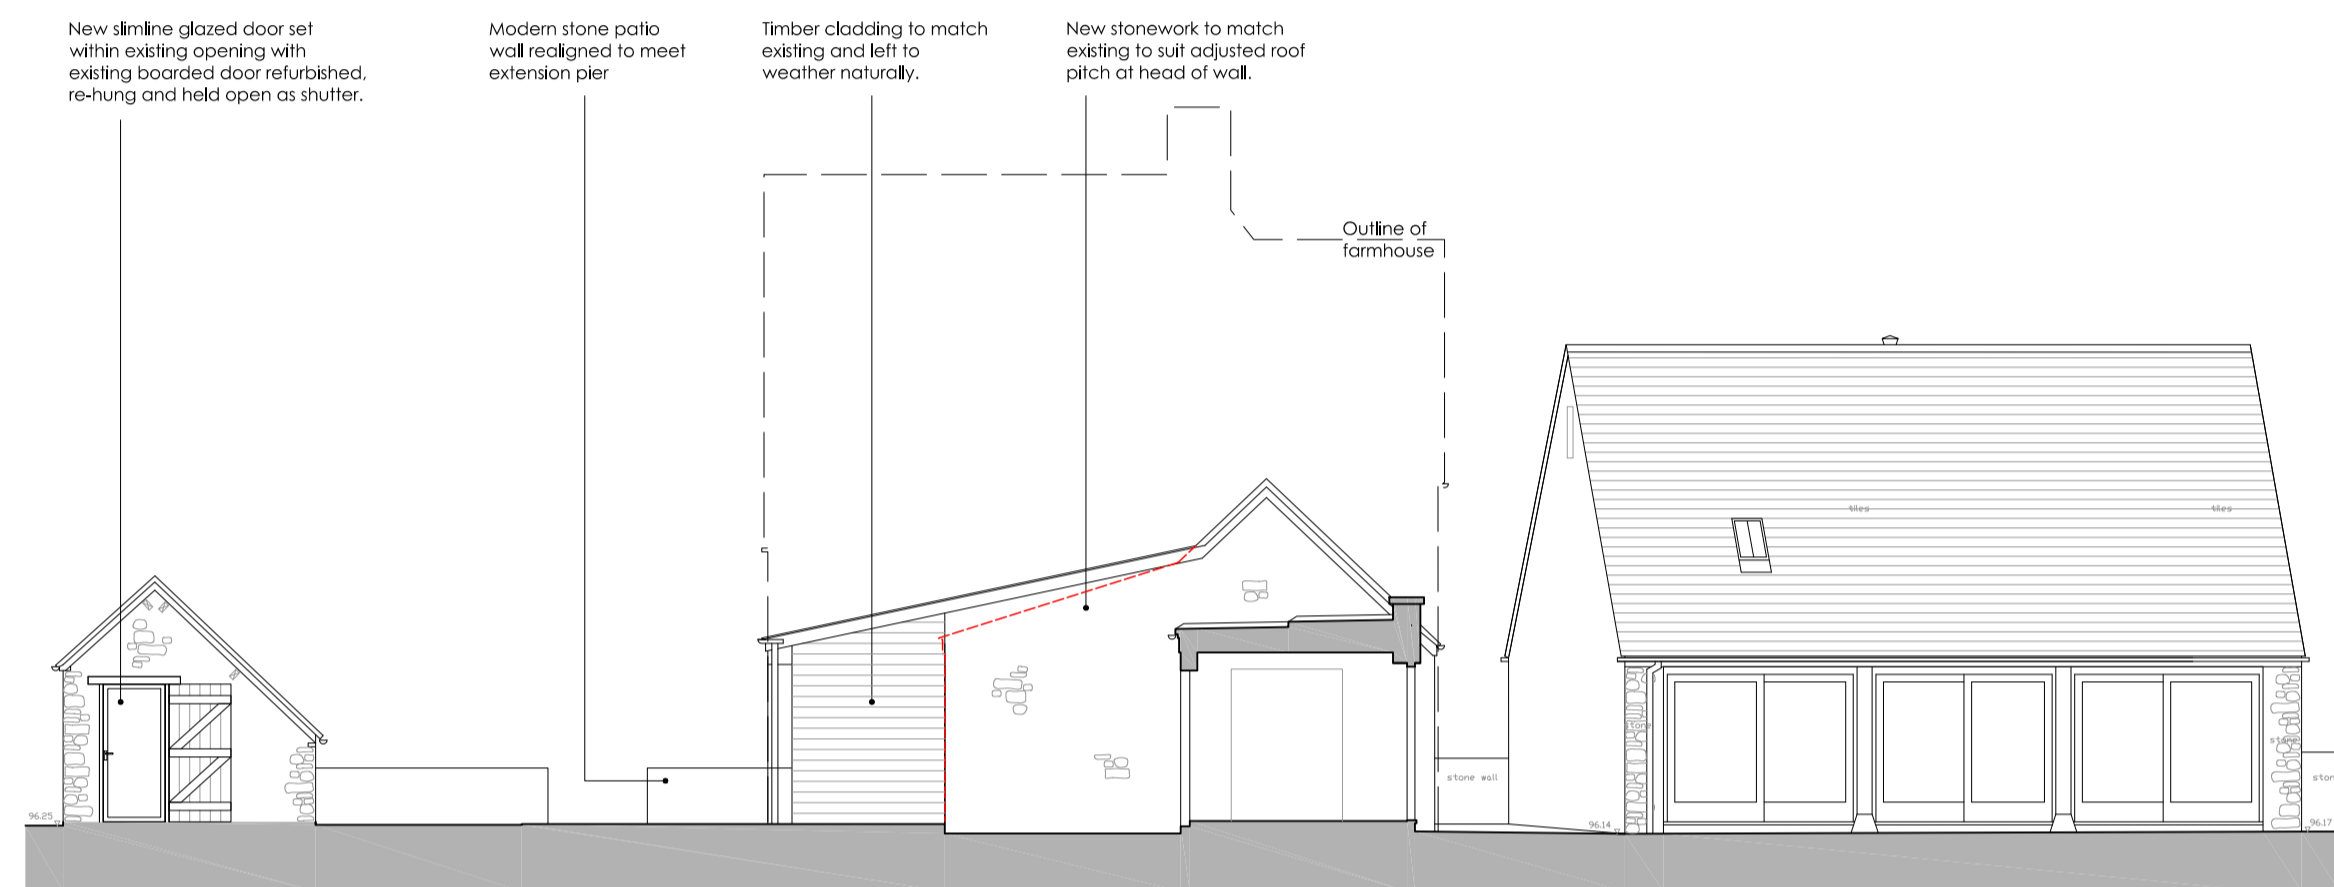 New slimline glazed door set
within existing opening with
existing boarded door refurbished,
re-hung and held open as shutter.
Modern stone patio
wall realigned to meet
extension pier
Timber cladding to match
existing and left to
weather naturally.
New stonework to match
existing to suit adjusted roof
pitch at head of wall.
Outline of
farmhouse
tiles
tiles
stone
stone
stone wall
ston
96.25
96.14
96.17